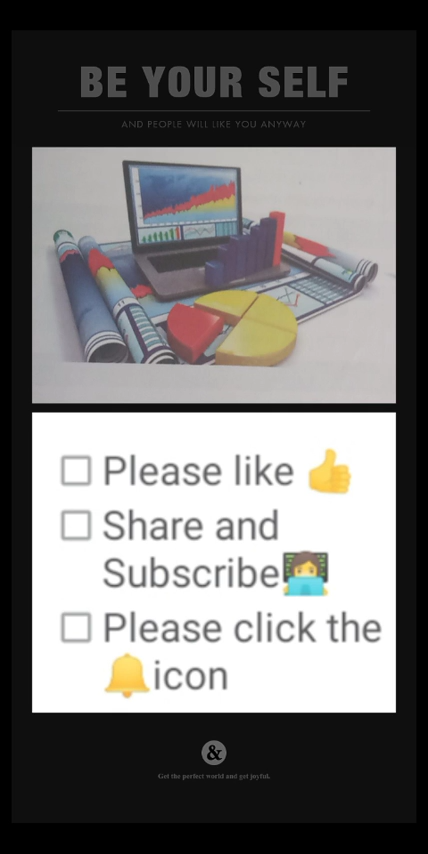 BE YOUR SELF
AND PEOPLE WILL LIKE YOU ANYWAY
Please like 👍
Share and
Subscribe👩‍💻
Please click the
🔔icon
&
Get the perfect world and get joyful.